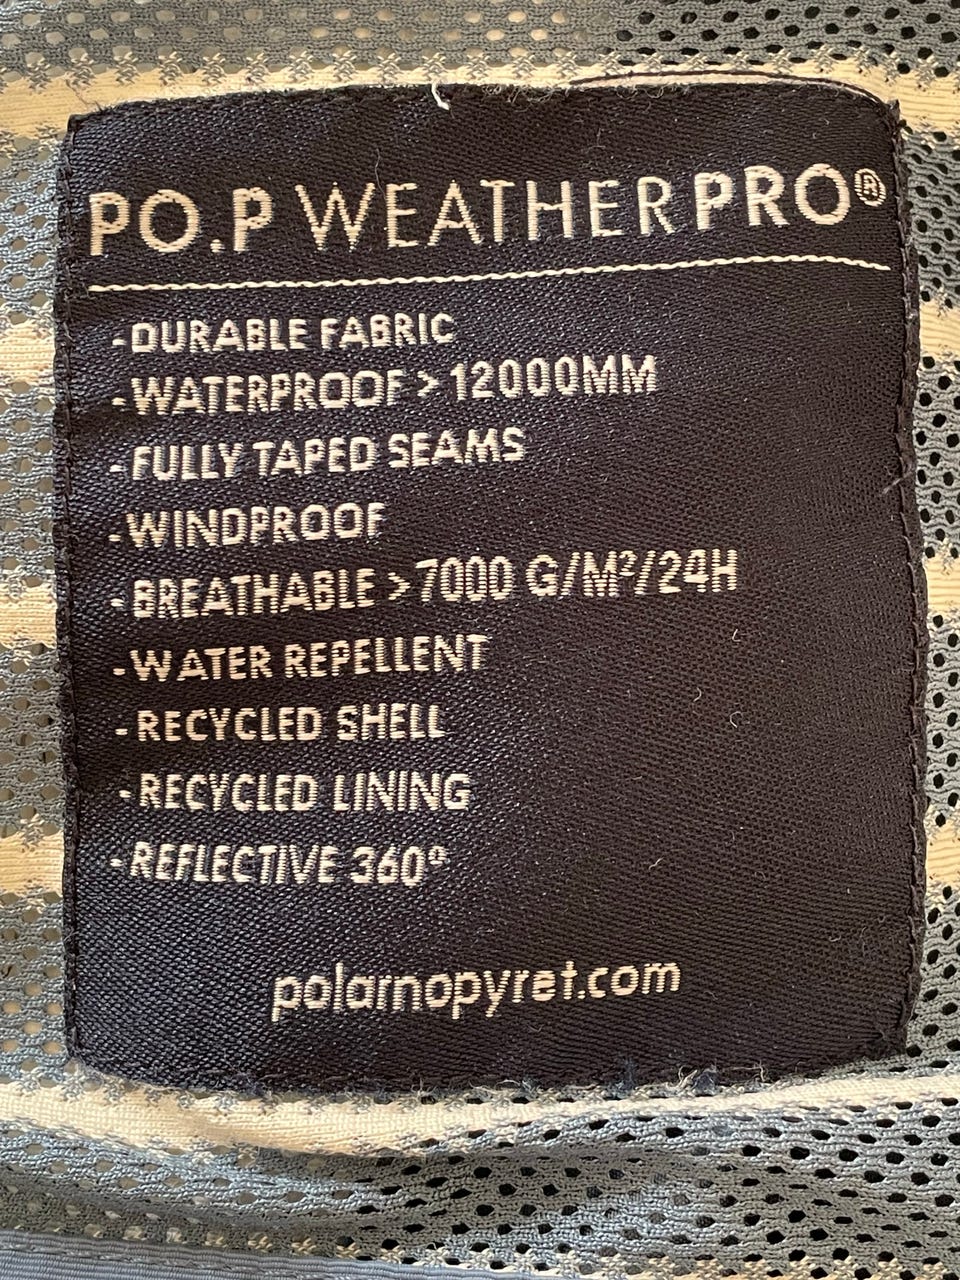 PO.P WEATHERPRO®
-DURABLE FABRIC
-WATERPROOF > 12000MM
-FULLY TAPED SEAMS
-WINDPROOF
-BREATHABLE > 7000 G/M²/24H
-WATER REPELLENT
-RECYCLED SHELL
-RECYCLED LINING
-REFLECTIVE 360°
polarnopyret.com